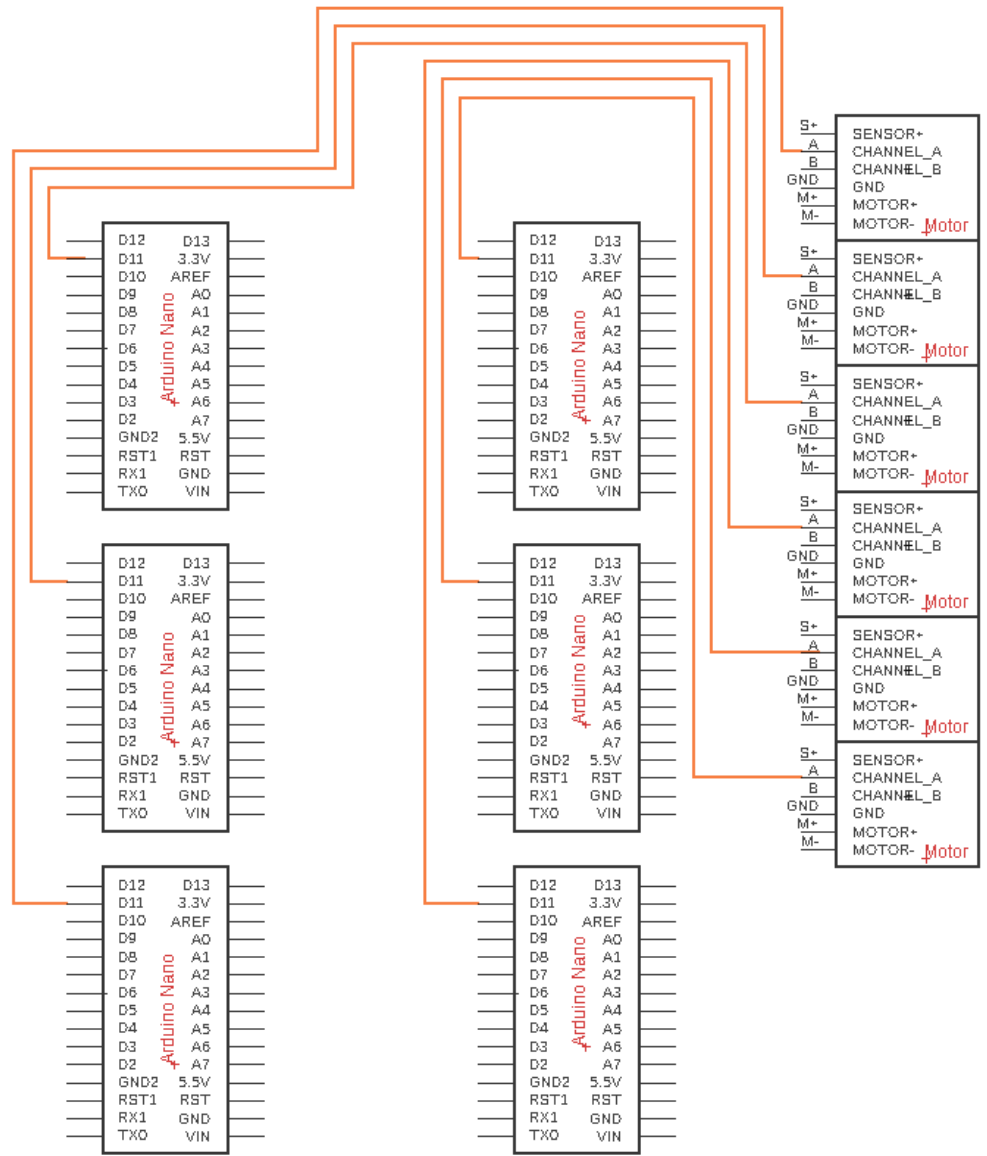 D12 D13
D11 3.3V
D10 AREF
D9 A0
D8 A1
D7 A2
D6 A3
D5 A4
D4 A5
D3 A6
D2 A7
GND2 5.5V
RST1 RST
RX1 GND
TX0 VIN
Arduino Nano
D12 D13
D11 3.3V
D10 AREF
D9 A0
D8 A1
D7 A2
D6 A3
D5 A4
D4 A5
D3 A6
D2 A7
GND2 5.5V
RST1 RST
RX1 GND
TX0 VIN
Arduino Nano
D12 D13
D11 3.3V
D10 AREF
D9 A0
D8 A1
D7 A2
D6 A3
D5 A4
D4 A5
D3 A6
D2 A7
GND2 5.5V
RST1 RST
RX1 GND
TX0 VIN
Arduino Nano
D12 D13
D11 3.3V
D10 AREF
D9 A0
D8 A1
D7 A2
D6 A3
D5 A4
D4 A5
D3 A6
D2 A7
GND2 5.5V
RST1 RST
RX1 GND
TX0 VIN
Arduino Nano
D12 D13
D11 3.3V
D10 AREF
D9 A0
D8 A1
D7 A2
D6 A3
D5 A4
D4 A5
D3 A6
D2 A7
GND2 5.5V
RST1 RST
RX1 GND
TX0 VIN
Arduino Nano
D12 D13
D11 3.3V
D10 AREF
D9 A0
D8 A1
D7 A2
D6 A3
D5 A4
D4 A5
D3 A6
D2 A7
GND2 5.5V
RST1 RST
RX1 GND
TX0 VIN
Arduino Nano
S+ SENSOR+
A CHANNEL_A
B CHANNEL_B
GND GND
M+ MOTOR+
M- MOTOR- Motor
S+ SENSOR+
A CHANNEL_A
B CHANNEL_B
GND GND
M+ MOTOR+
M- MOTOR- Motor
S+ SENSOR+
A CHANNEL_A
B CHANNEL_B
GND GND
M+ MOTOR+
M- MOTOR- Motor
S+ SENSOR+
A CHANNEL_A
B CHANNEL_B
GND GND
M+ MOTOR+
M- MOTOR- Motor
S+ SENSOR+
A CHANNEL_A
B CHANNEL_B
GND GND
M+ MOTOR+
M- MOTOR- Motor
S+ SENSOR+
A CHANNEL_A
B CHANNEL_B
GND GND
M+ MOTOR+
M- MOTOR- Motor